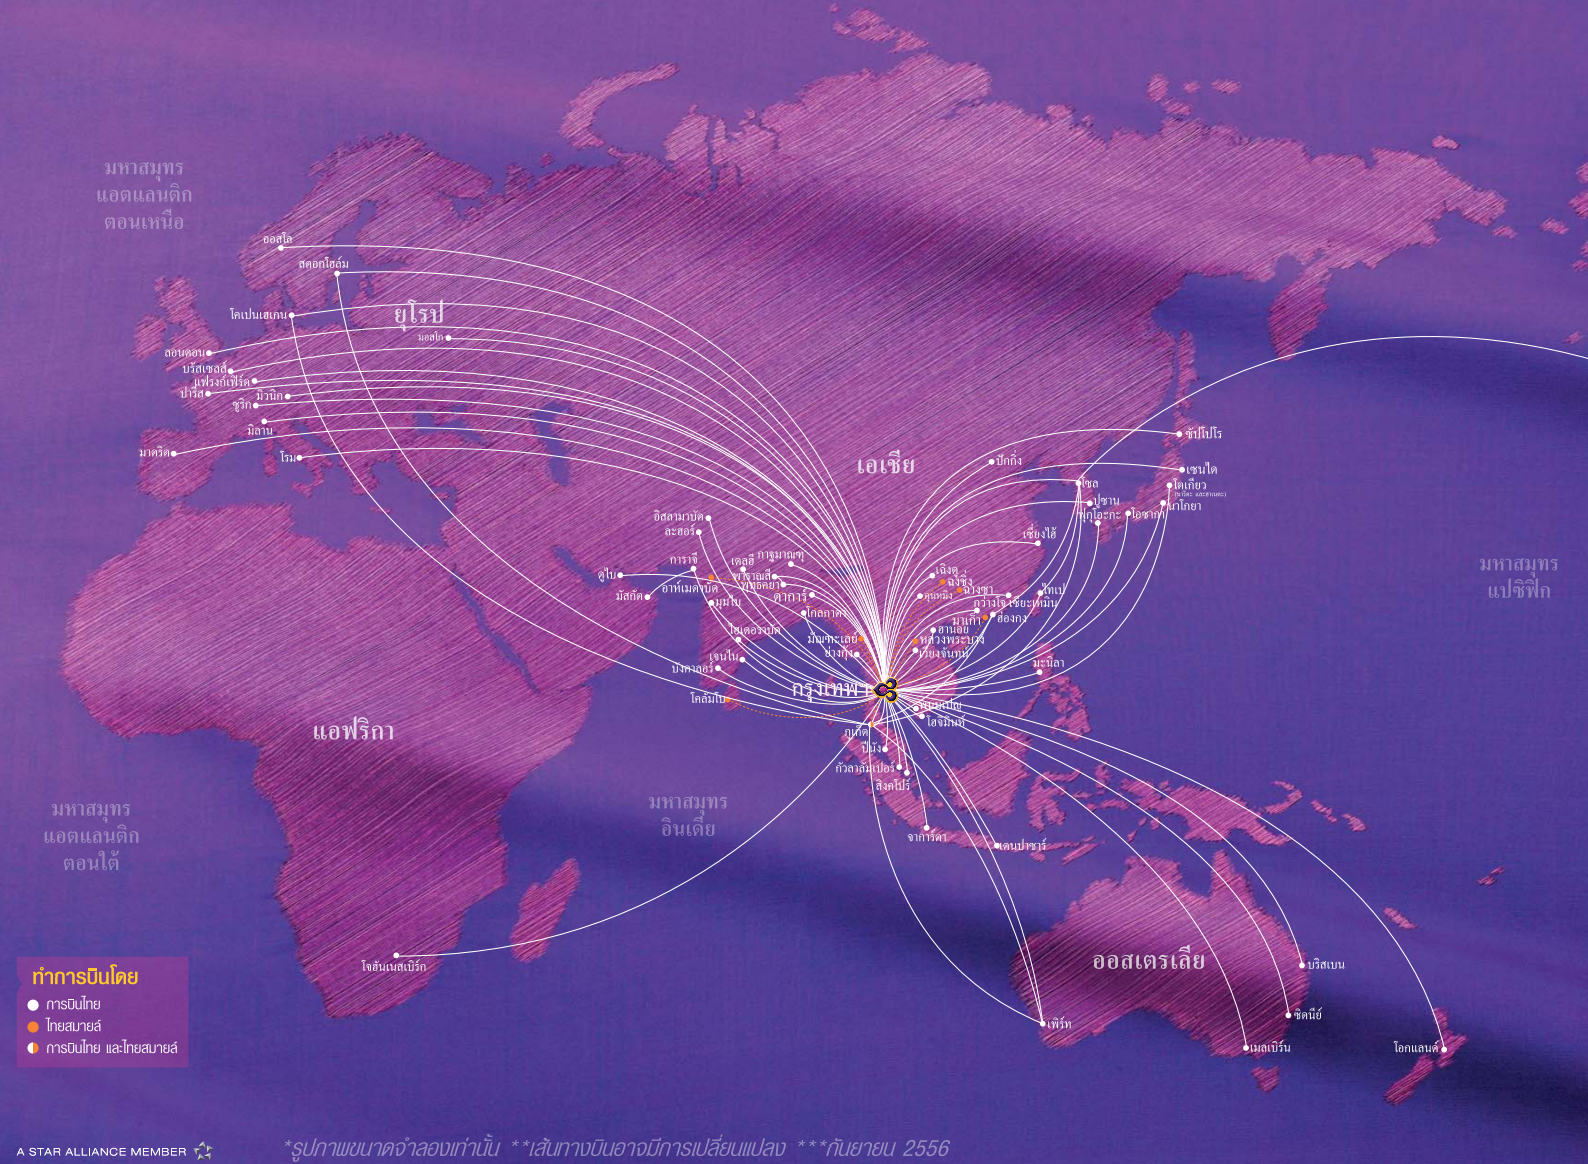 มหาสมุทร
แอตแลนติก
ตอนเหนือ
ออสโล
สตอกโฮล์ม
โคเปนเฮเกน
ยุโรป
มอสโก
ลอนดอน
บรัสเซลส์
แฟรงก์เฟิร์ต
ปารีส
มิวนิก
ซูริก
มิลาน
มาดริด
โรม
เอเชีย
ปักกิ่ง
ซัปโปโร
เซนได
โซล
โตเกียว
(นาริตะ และฮาเนดะ)
ปูซาน
นาโกยา
ฟุกุโอะกะ
โอซากา
เซี่ยงไฮ้
อิสลามาบัด
ละฮอร์
การาจี
เดลลี
กาฐมาณฑุ
ดูไบ
พาราณสี
พุทธคยา
อาห์เมดาบัด
มัสกัต
มุมไบ
ดาการ์
โกลกาตา
เฉิงตู
ฉงชิ่ง
ฉางซา
คุนหมิง
กวางโจว
เซียะเหมิน
ไทเป
มาเก๊า
ฮ่องกง
ฮานอย
หลวงพระบาง
เวียงจันทน์
ไฮเดอราบัด
มัณฑะเลย์
ย่างกุ้ง
เจนไน
บังคาลอร์
โคลัมโบ
กรุงเทพฯ
มะนิลา
พนมเปญ
โฮจิมินห์
ภูเก็ต
ปีนัง
กัวลาลัมเปอร์
สิงคโปร์
จาการ์ตา
เดนปาซาร์
มหาสมุทร
แปซิฟิก
แอฟริกา
มหาสมุทร
อินเดีย
มหาสมุทร
แอตแลนติก
ตอนใต้
โจฮันเนสเบิร์ก
ออสเตรเลีย
บริสเบน
ซิดนีย์
เพิร์ท
เมลเบิร์น
โอกแลนด์
ทำการบินโดย
การบินไทย
ไทยสมายล์
การบินไทย และไทยสมายล์
A STAR ALLIANCE MEMBER
*รูปภาพขนาดจำลองเท่านั้น **เส้นทางบินอาจมีการเปลี่ยนแปลง ***กันยายน 2556